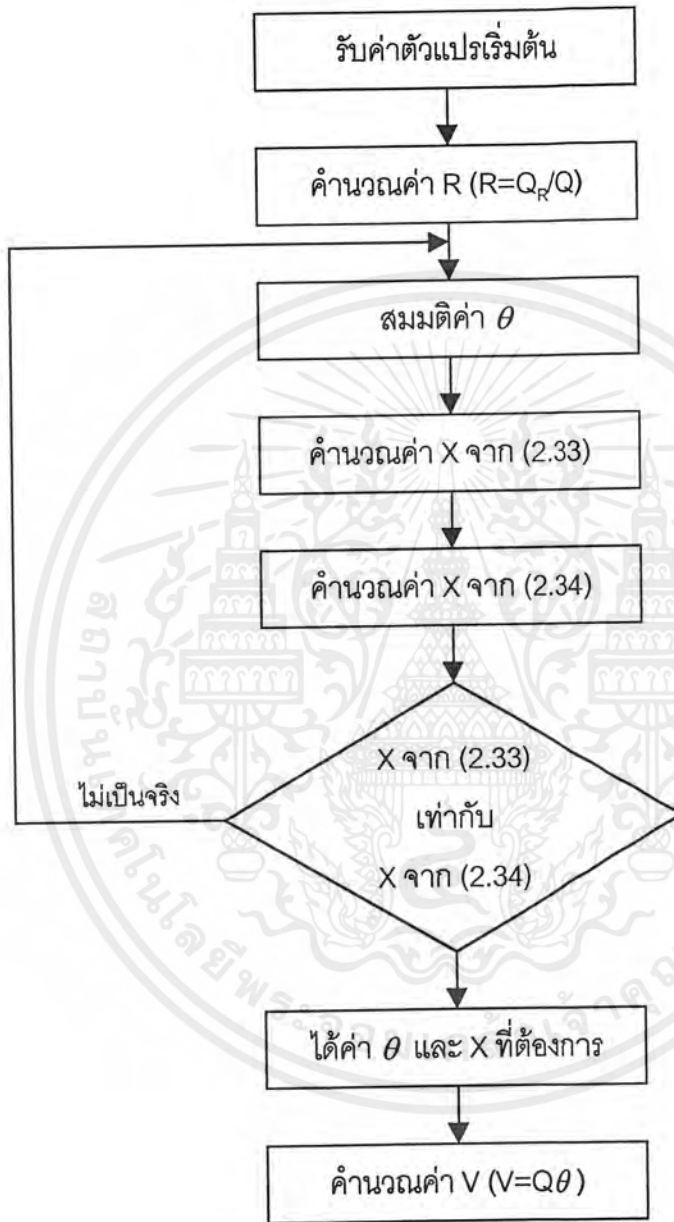 รับค่าตัวแปรเริ่มต้น
คำนวณค่า R (R=Q_R/Q)
สมมติค่า θ
คำนวณค่า X จาก (2.33)
คำนวณค่า X จาก (2.34)
X จาก (2.33)
เท่ากับ
X จาก (2.34)
ไม่เป็นจริง
ได้ค่า θ และ X ที่ต้องการ
คำนวณค่า V (V=Qθ)